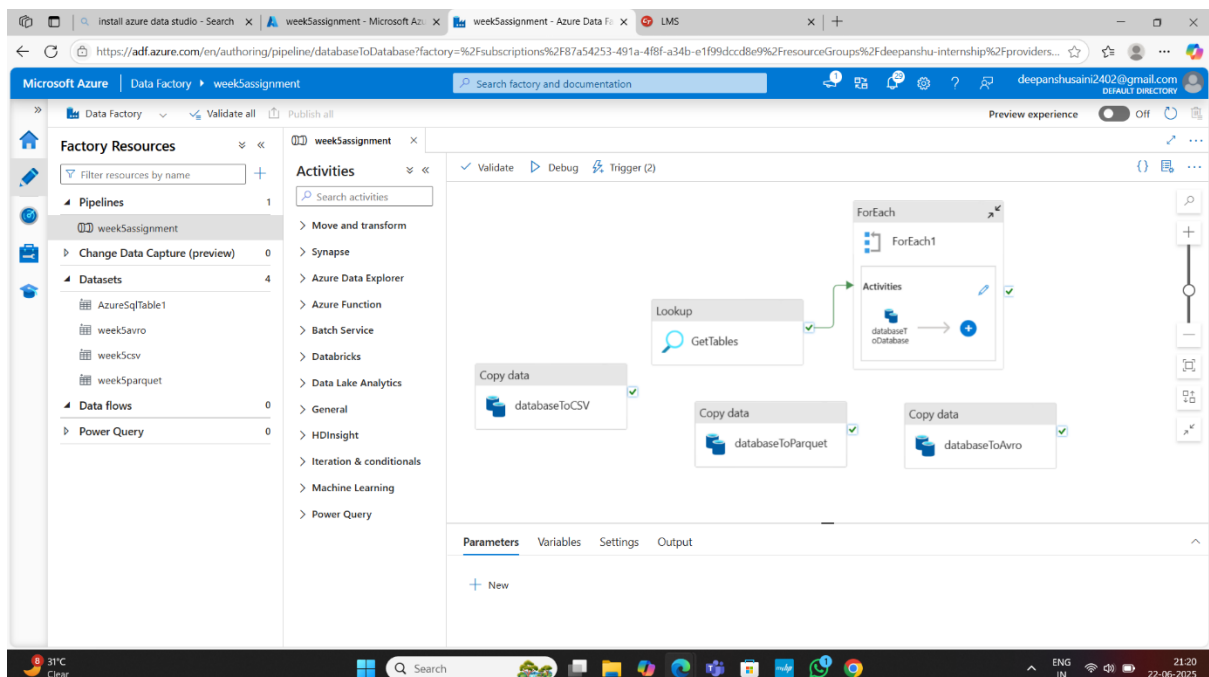 install azure data studio - Search
week5assignment - Microsoft Azu
week5assignment - Azure Data Fa
LMS
https://adf.azure.com/en/authoring/pipeline/databaseToDatabase?factory=%2Fsubscriptions%2F87a54253-491a-4f8f-a34b-e1f99dccd8e9%2FresourceGroups%2Fdeepanshu-internship%2Fproviders...
Microsoft Azure
Data Factory
week5assignment
Search factory and documentation
1
29
deepanshusaini2402@gmail.com
DEFAULT DIRECTORY
Data Factory
Validate all
Publish all
Preview experience
Off
Factory Resources
Filter resources by name
Pipelines 1
week5assignment
Change Data Capture (preview) 0
Datasets 4
AzureSqlTable1
week5avro
week5csv
week5parquet
Data flows 0
Power Query 0
week5assignment
Activities
Search activities
Move and transform
Synapse
Azure Data Explorer
Azure Function
Batch Service
Databricks
Data Lake Analytics
General
HDInsight
Iteration & conditionals
Machine Learning
Power Query
Validate
Debug
Trigger (2)
ForEach
ForEach1
Activities
databaseT
oDatabase
Lookup
GetTables
Copy data
databaseToCSV
Copy data
databaseToParquet
Copy data
databaseToAvro
Parameters Variables Settings Output
New
8
31°C
Clear
Search
ENG
IN
21:20
22-06-2025